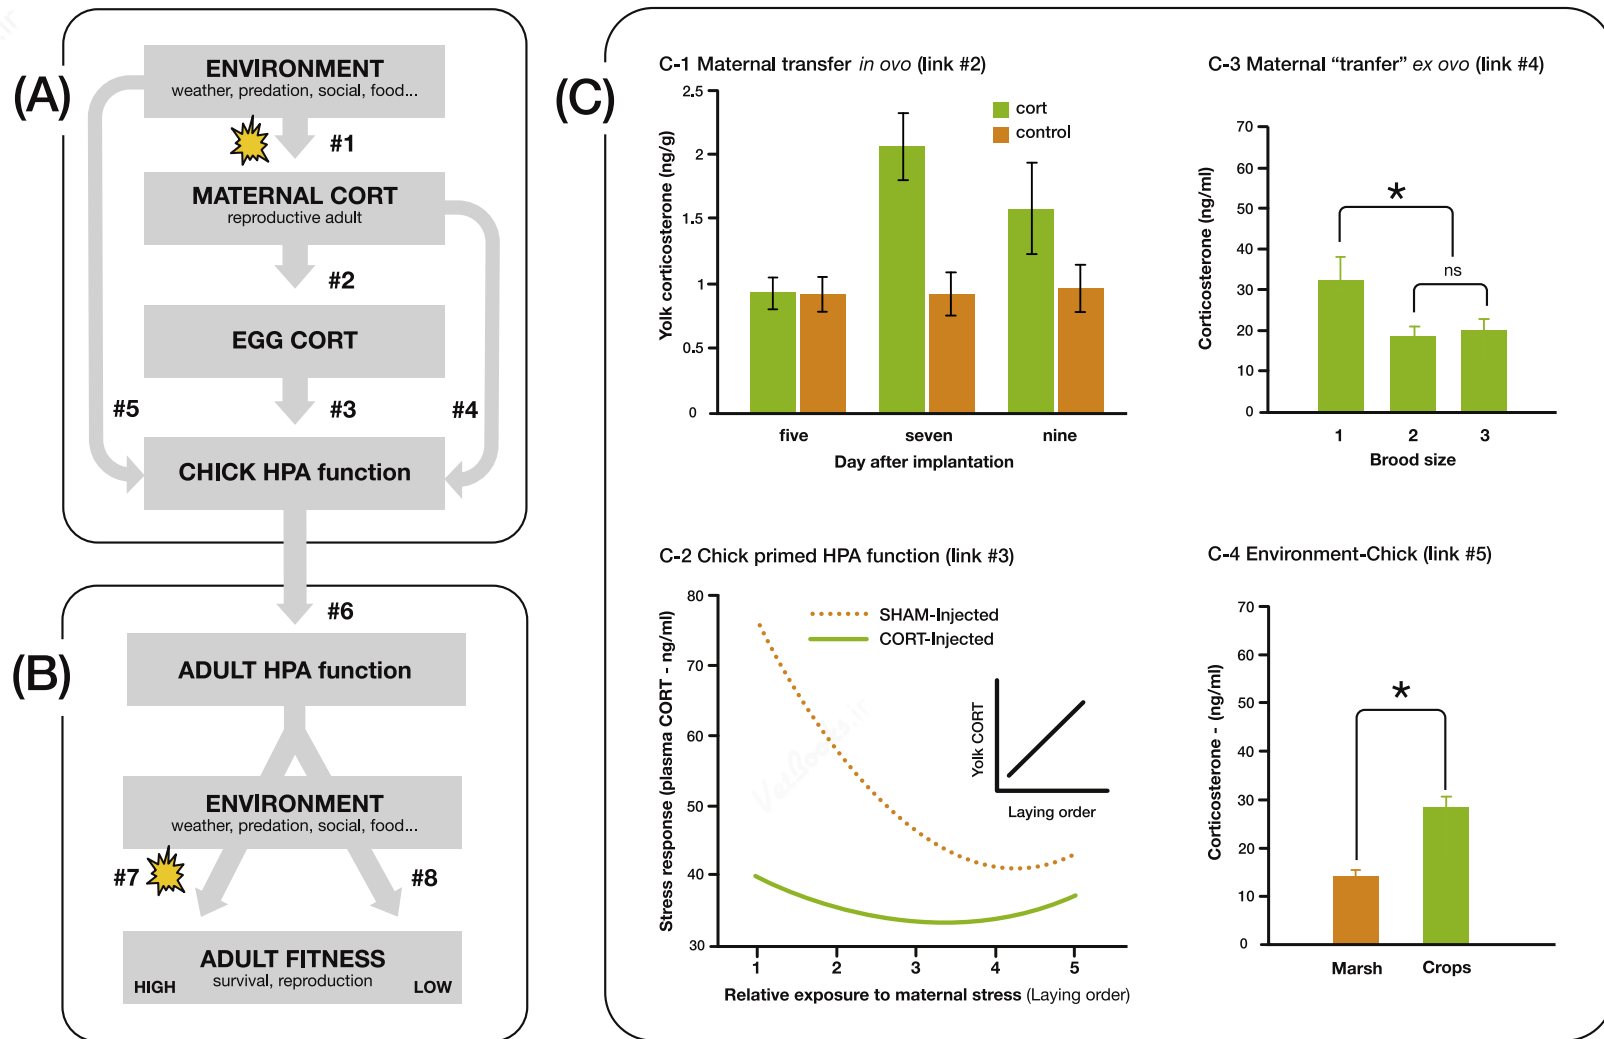 (A)
ENVIRONMENT
weather, predation, social, food...
#1
MATERNAL CORT
reproductive adult
#2
EGG CORT
#5
#3
#4
CHICK HPA function
#6
(B)
ADULT HPA function
ENVIRONMENT
weather, predation, social, food...
#7
#8
ADULT FITNESS
survival, reproduction
HIGH
LOW
(C)
C-1 Maternal transfer in ovo (link #2)
2.5
2
1.5
1
0.5
0
Yolk corticosterone (ng/g)
cort
control
five
seven
nine
Day after implantation
C-3 Maternal “tranfer” ex ovo (link #4)
70
60
50
40
30
20
10
0
Corticosterone (ng/ml)
*
ns
1
2
3
Brood size
C-2 Chick primed HPA function (link #3)
80
70
60
50
40
30
Stress response (plasma CORT - ng/ml)
SHAM-Injected
CORT-Injected
Yolk CORT
Laying order
1
2
3
4
5
Relative exposure to maternal stress (Laying order)
C-4 Environment-Chick (link #5)
70
60
50
40
30
20
10
0
Corticosterone - (ng/ml)
*
Marsh
Crops
VetBooks.ir